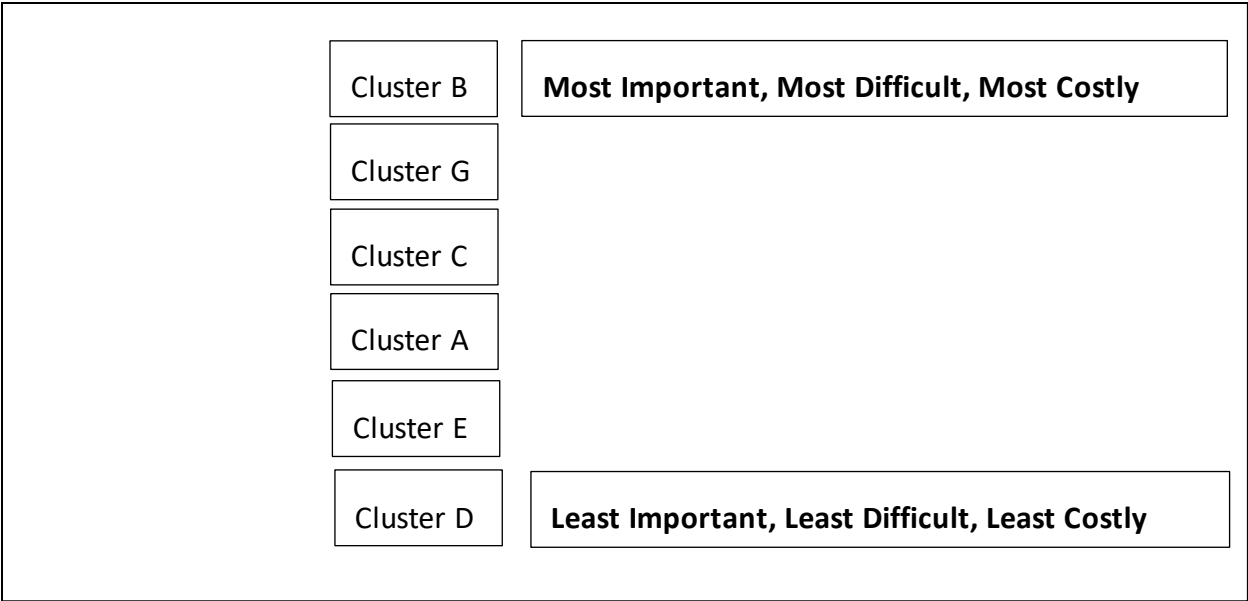 Cluster B
Most Important, Most Difficult, Most Costly
Cluster G
Cluster C
Cluster A
Cluster E
Cluster D
Least Important, Least Difficult, Least Costly